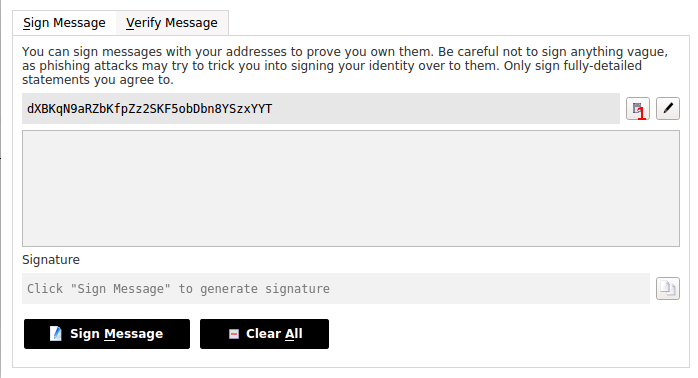 Sign Message Verify Message
You can sign messages with your addresses to prove you own them. Be careful not to sign anything vague,
as phishing attacks may try to trick you into signing your identity over to them. Only sign fully-detailed
statements you agree to.
dXBKqN9aRZbKfpZz2SKF5obDbn8YSzxYYT
1
Signature
Click "Sign Message" to generate signature
Sign Message Clear All